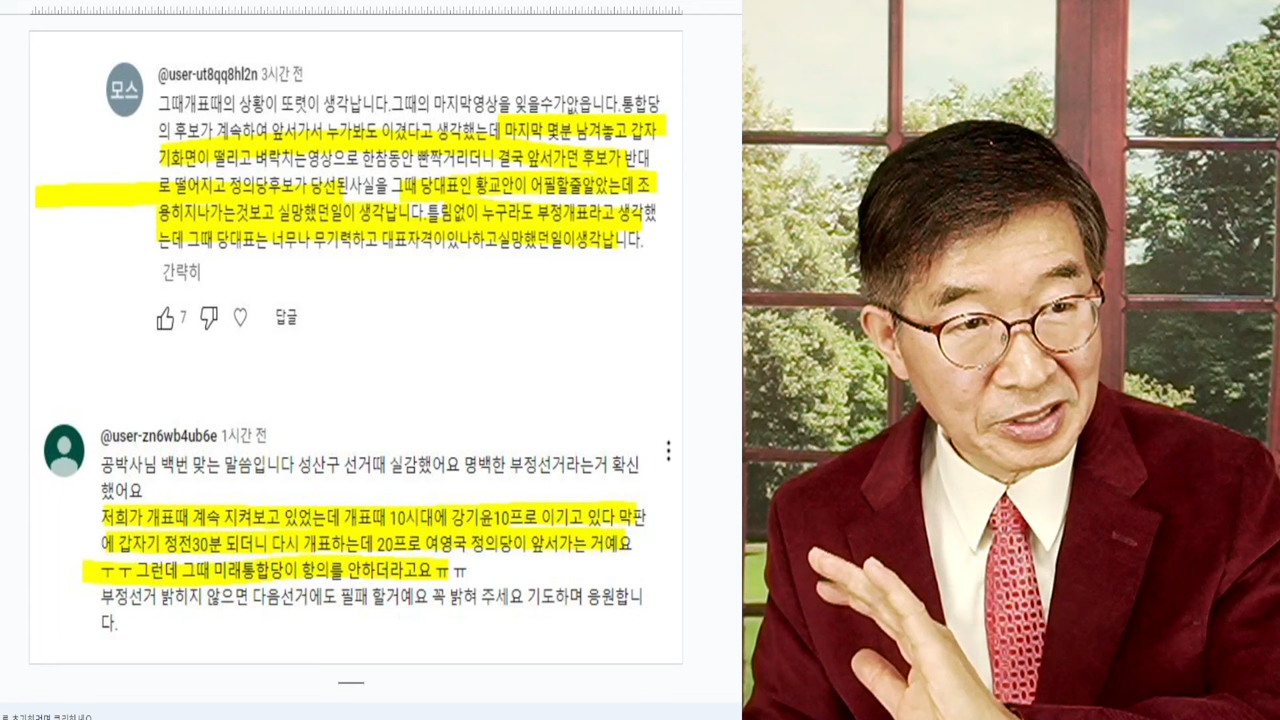 모스
@user-ut8qq8hl2n 3시간 전
그때개표때의 상황이 또렷이 생각납니다.그때의 마지막영상을 잊을수가았읍니다.통합당
의 후보가 계속하여 앞서가서 누가봐도 이겼다고 생각했는데 마지막 몇분 남겨놓고 갑자
기화면이 떨리고 벼락치는영상으로 한참동안 뻔짝거리더니 결국 앞서가던 후보가 반대
로 떨어지고 정의당후보가 당선된사실을 그때 당대표인 황교안이 어필할줄알았는데 조
용히지나가는것보고 실망했던일이 생각납니다.틀림없이 누구라도 부정개표라고 생각했
는데 그때 당대표는 너무나 무기력하고 대표자격이있나하고실망했던일이생각납니다.
간략히
7 답글
@user-zn6wb4ub6e 1시간 전
공박사님 백번 맞는 말씀입니다 성산구 선거때 실감했어요 명백한 부정선거라는거 확신
했어요
저희가 개표때 계속 지켜보고 있었는데 개표때 10시대에 강기윤10프로 이기고 있다 막판
에 갑자기 정전30분 되더니 다시 개표하는데 20프로 여영국 정의당이 앞서가는 거예요
ㅜㅜ 그런데 그때 미래통합당이 항의를 안하더라고요 ㅠㅠ
부정선거 밝히지 않으면 다음선거에도 필패 할거예요 꼭 밝혀 주세요 기도하며 응원합니
다.